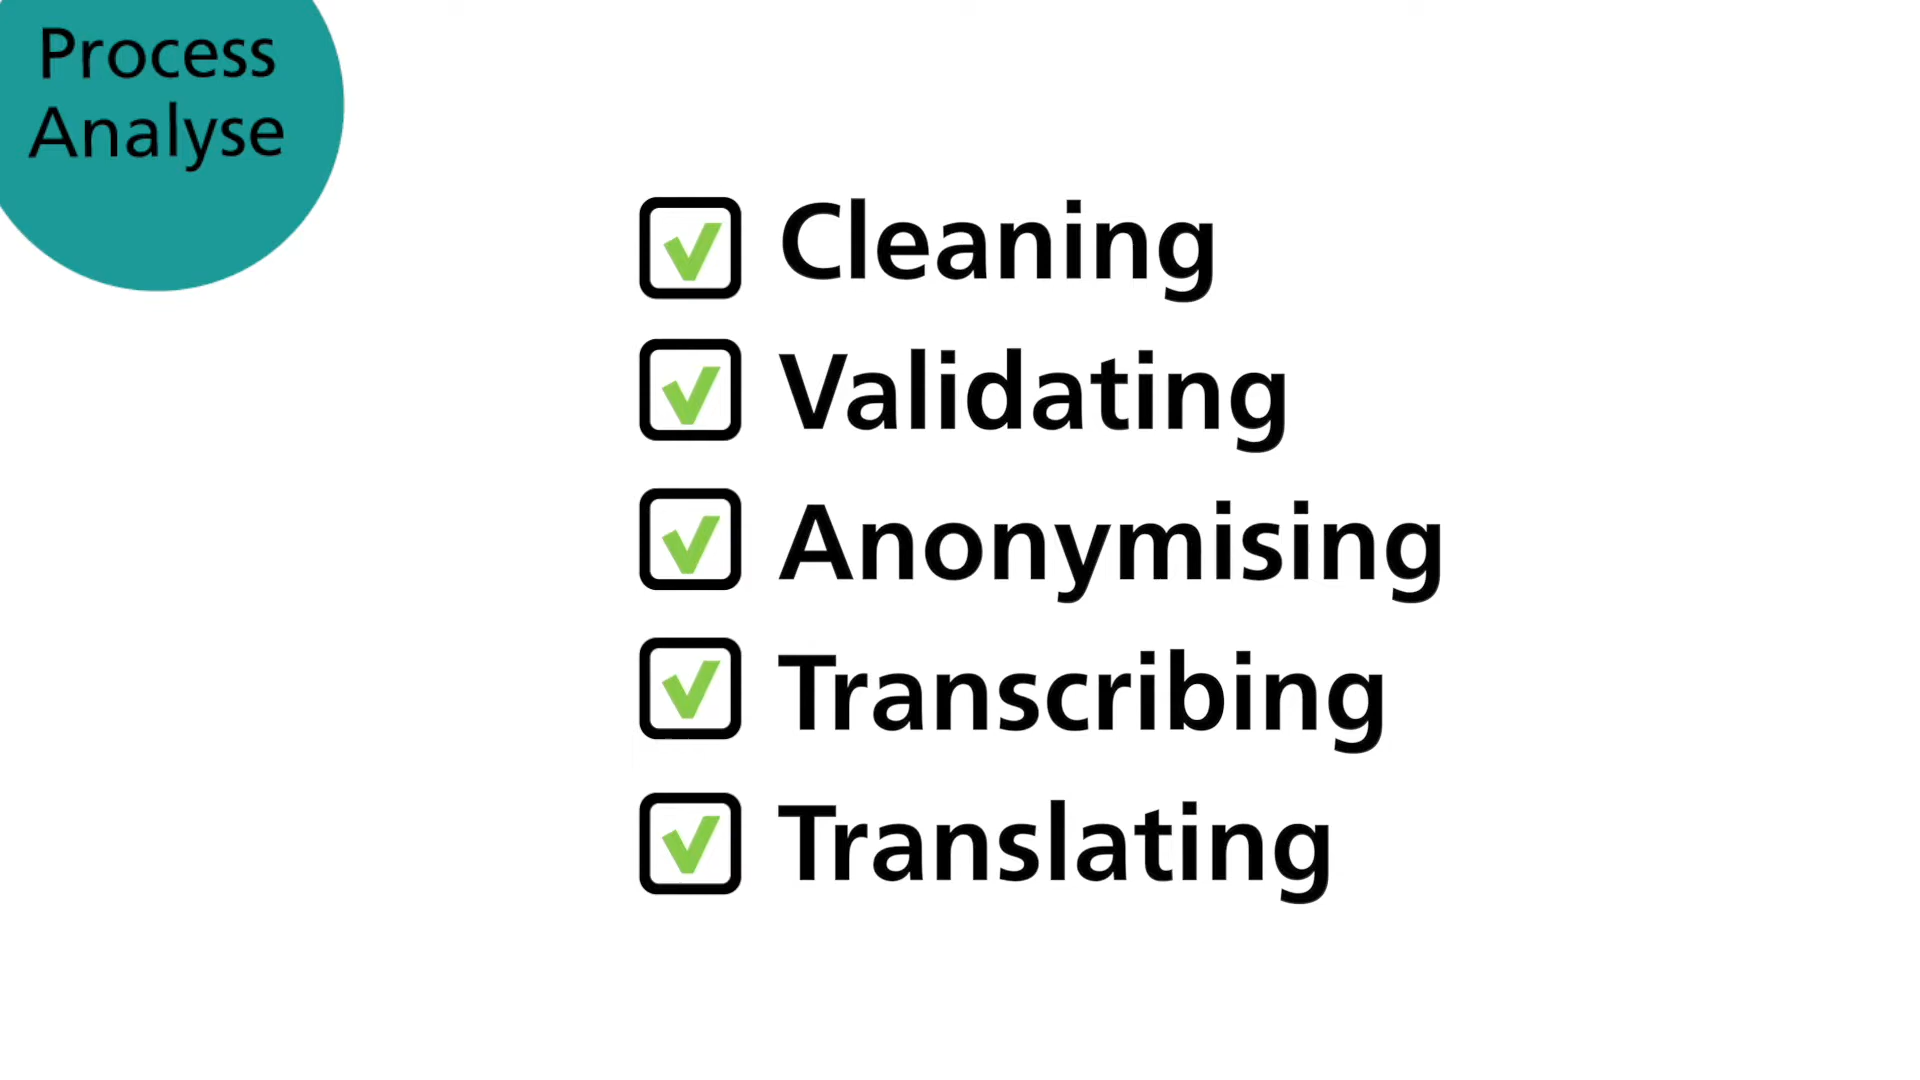 Process
Analyse
Cleaning
Validating
Anonymising
Transcribing
Translating